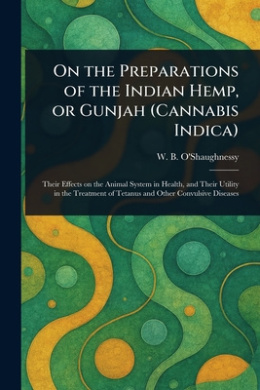 On the Preparations
of the Indian Hemp,
or Gunjah (Cannabis
Indica)
W. B. O'Shaughnessy
Their Effects on the Animal System in Health, and Their Utility
in the Treatment of Tetanus and Other Convulsive Diseases